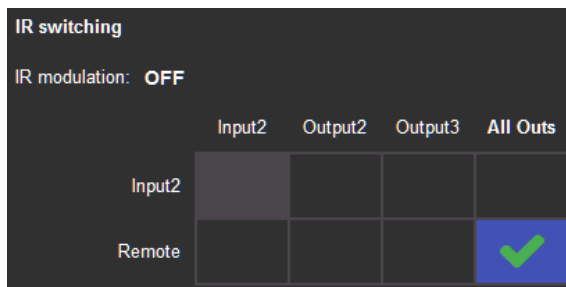 IR switching
IR modulation: OFF
Input2 Output2 Output3 All Outs
Input2
Remote